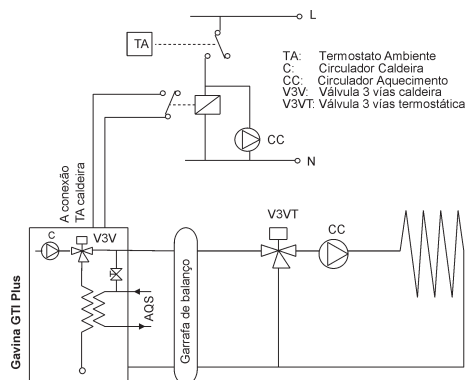 L
TA
TA: Termostato Ambiente
C: Circulador Caldeira
CC: Circulador Aquecimento
V3V: Válvula 3 vías caldeira
V3VT: Válvula 3 vías termostática
CC
N
A conexão
TA caldeira
C
V3V
V3VT
CC
AQS
Garrafa de balanço
Gavina GTI Plus